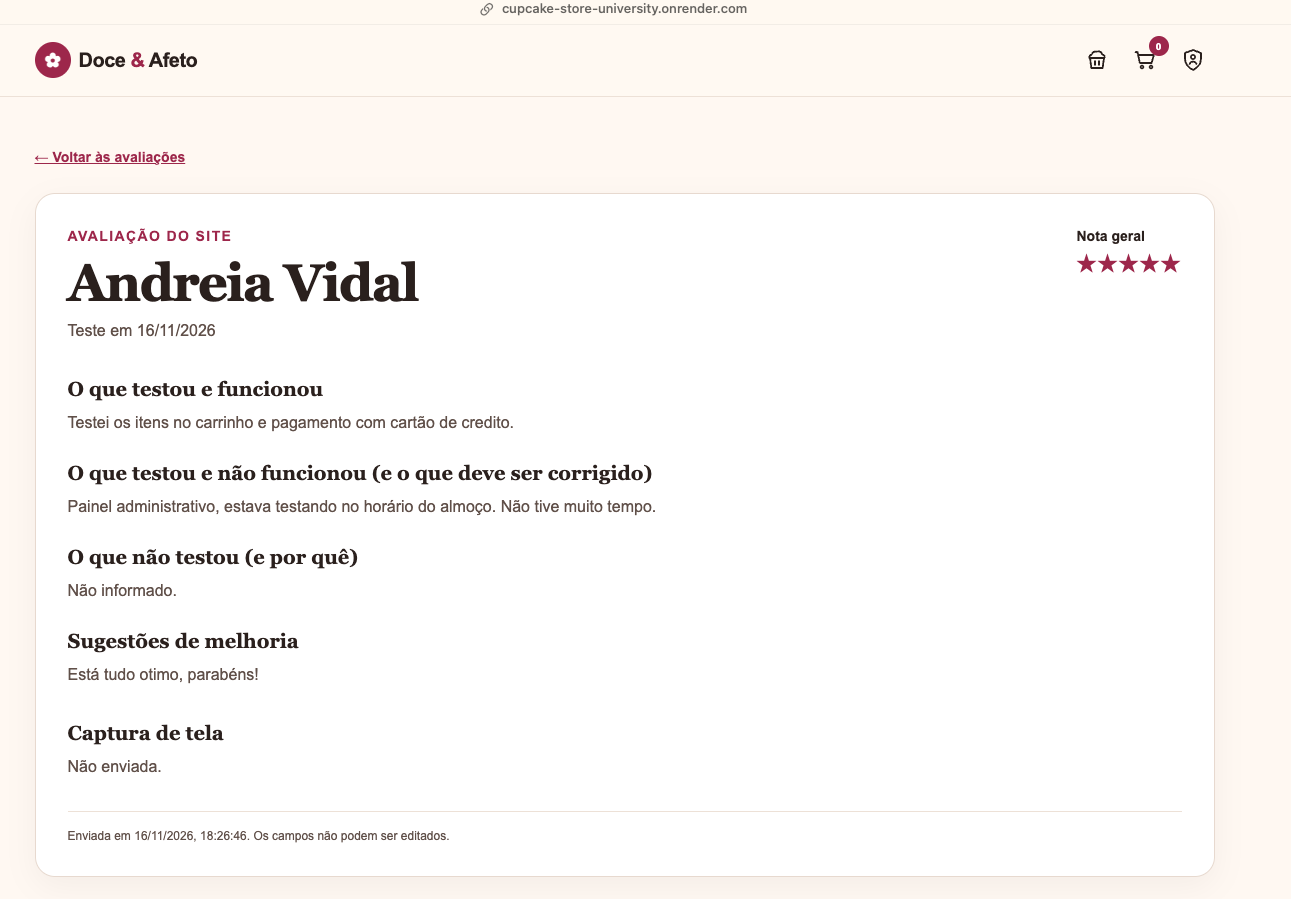 cupcake-store-university.onrender.com
Doce & Afeto
0
← Voltar às avaliações
AVALIAÇÃO DO SITE
Nota geral
★★★★★
Andreia Vidal
Teste em 16/11/2026
O que testou e funcionou
Testei os itens no carrinho e pagamento com cartão de credito.
O que testou e não funcionou (e o que deve ser corrigido)
Painel administrativo, estava testando no horário do almoço. Não tive muito tempo.
O que não testou (e por quê)
Não informado.
Sugestões de melhoria
Está tudo otimo, parabéns!
Captura de tela
Não enviada.
Enviada em 16/11/2026, 18:26:46. Os campos não podem ser editados.